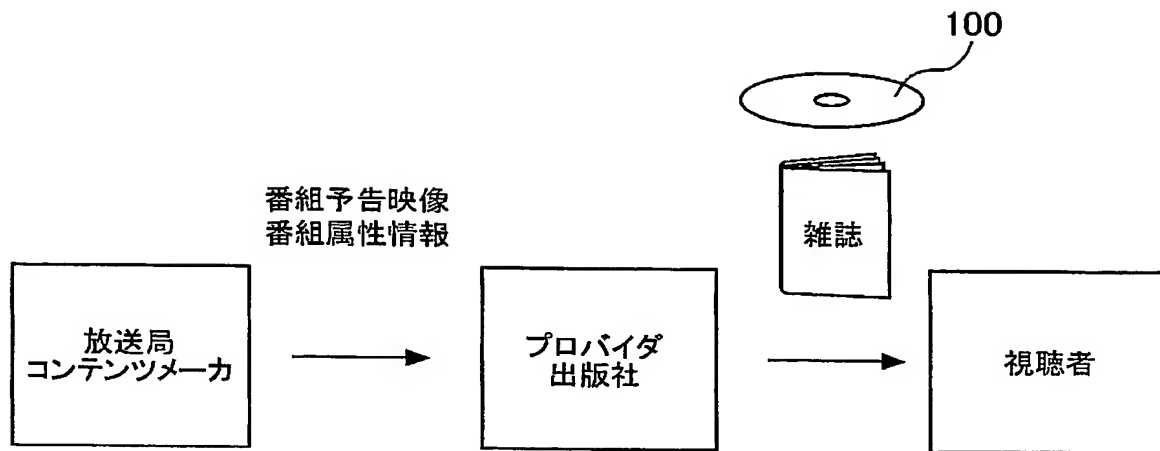 100
番組予告映像
番組属性情報
雑誌
放送局
コンテンツメーカ
プロバイダ
出版社
視聴者